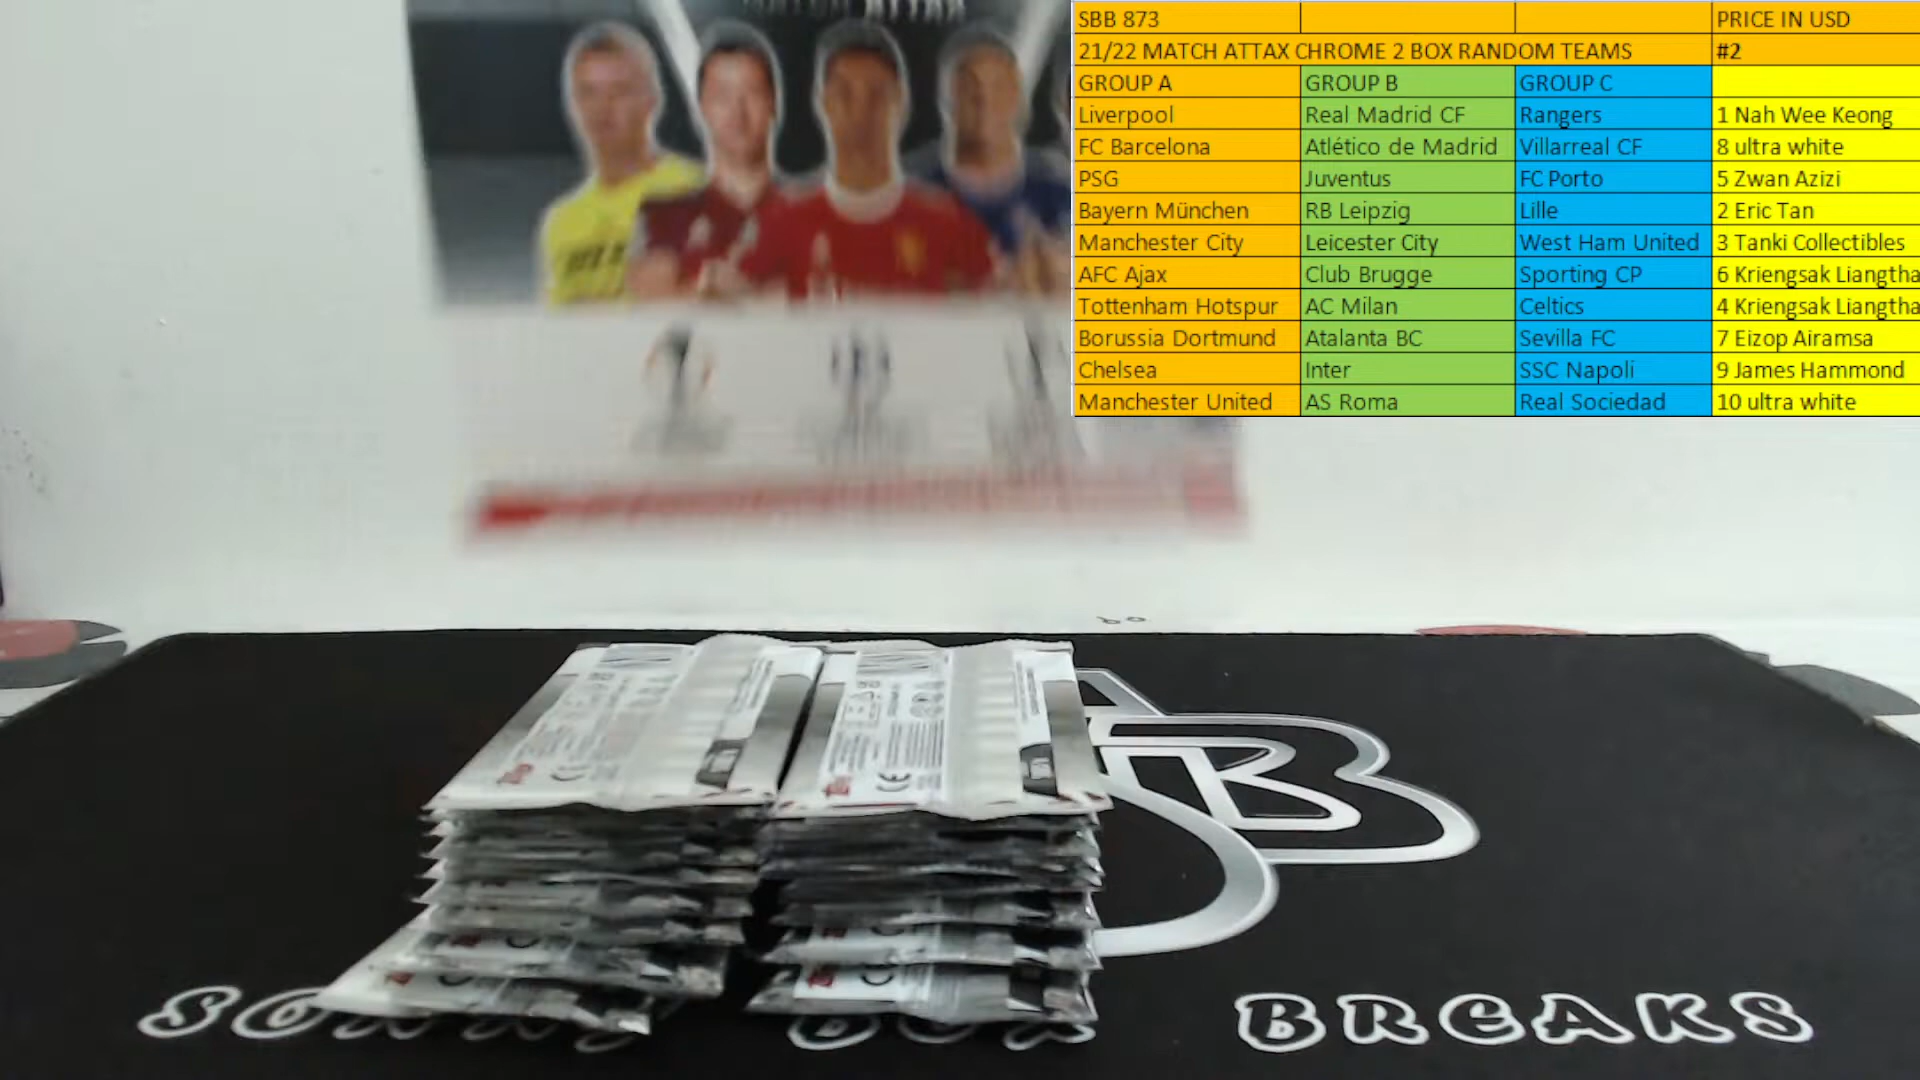 SBB 873 PRICE IN USD
21/22 MATCH ATTAX CHROME 2 BOX RANDOM TEAMS #2
GROUP A GROUP B GROUP C
Liverpool Real Madrid CF Rangers 1 Nah Wee Keong
FC Barcelona Atlético de Madrid Villarreal CF 8 ultra white
PSG Juventus FC Porto 5 Zwan Azizi
Bayern München RB Leipzig Lille 2 Eric Tan
Manchester City Leicester City West Ham United 3 Tanki Collectibles
AFC Ajax Club Brugge Sporting CP 6 Kriengsak Liangtha
Tottenham Hotspur AC Milan Celtics 4 Kriengsak Liangtha
Borussia Dortmund Atalanta BC Sevilla FC 7 Eizop Airamsa
Chelsea Inter SSC Napoli 9 James Hammond
Manchester United AS Roma Real Sociedad 10 ultra white
BREAKS